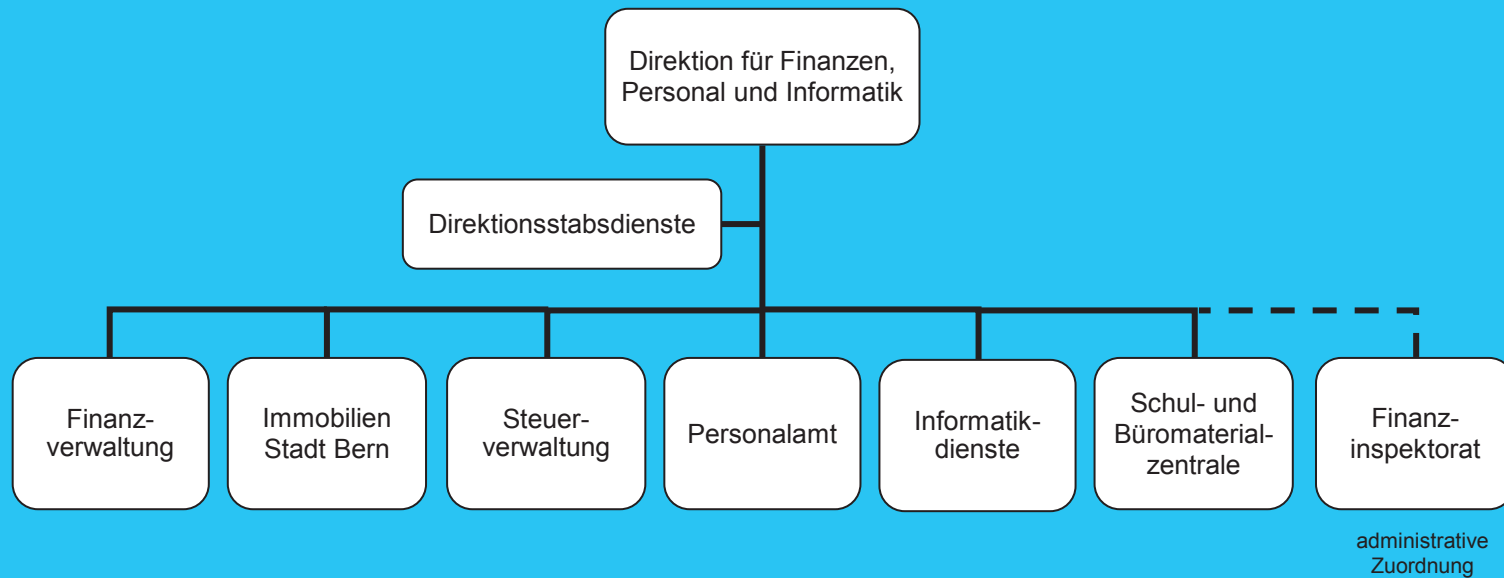 Direktion für Finanzen,
Personal und Informatik
Direktionsstabsdienste
Finanz-
verwaltung
Immobilien
Stadt Bern
Steuer-
verwaltung
Personalamt
Informatik-
dienste
Schul- und
Büromaterial-
zentrale
Finanz-
inspektorat
administrative
Zuordnung